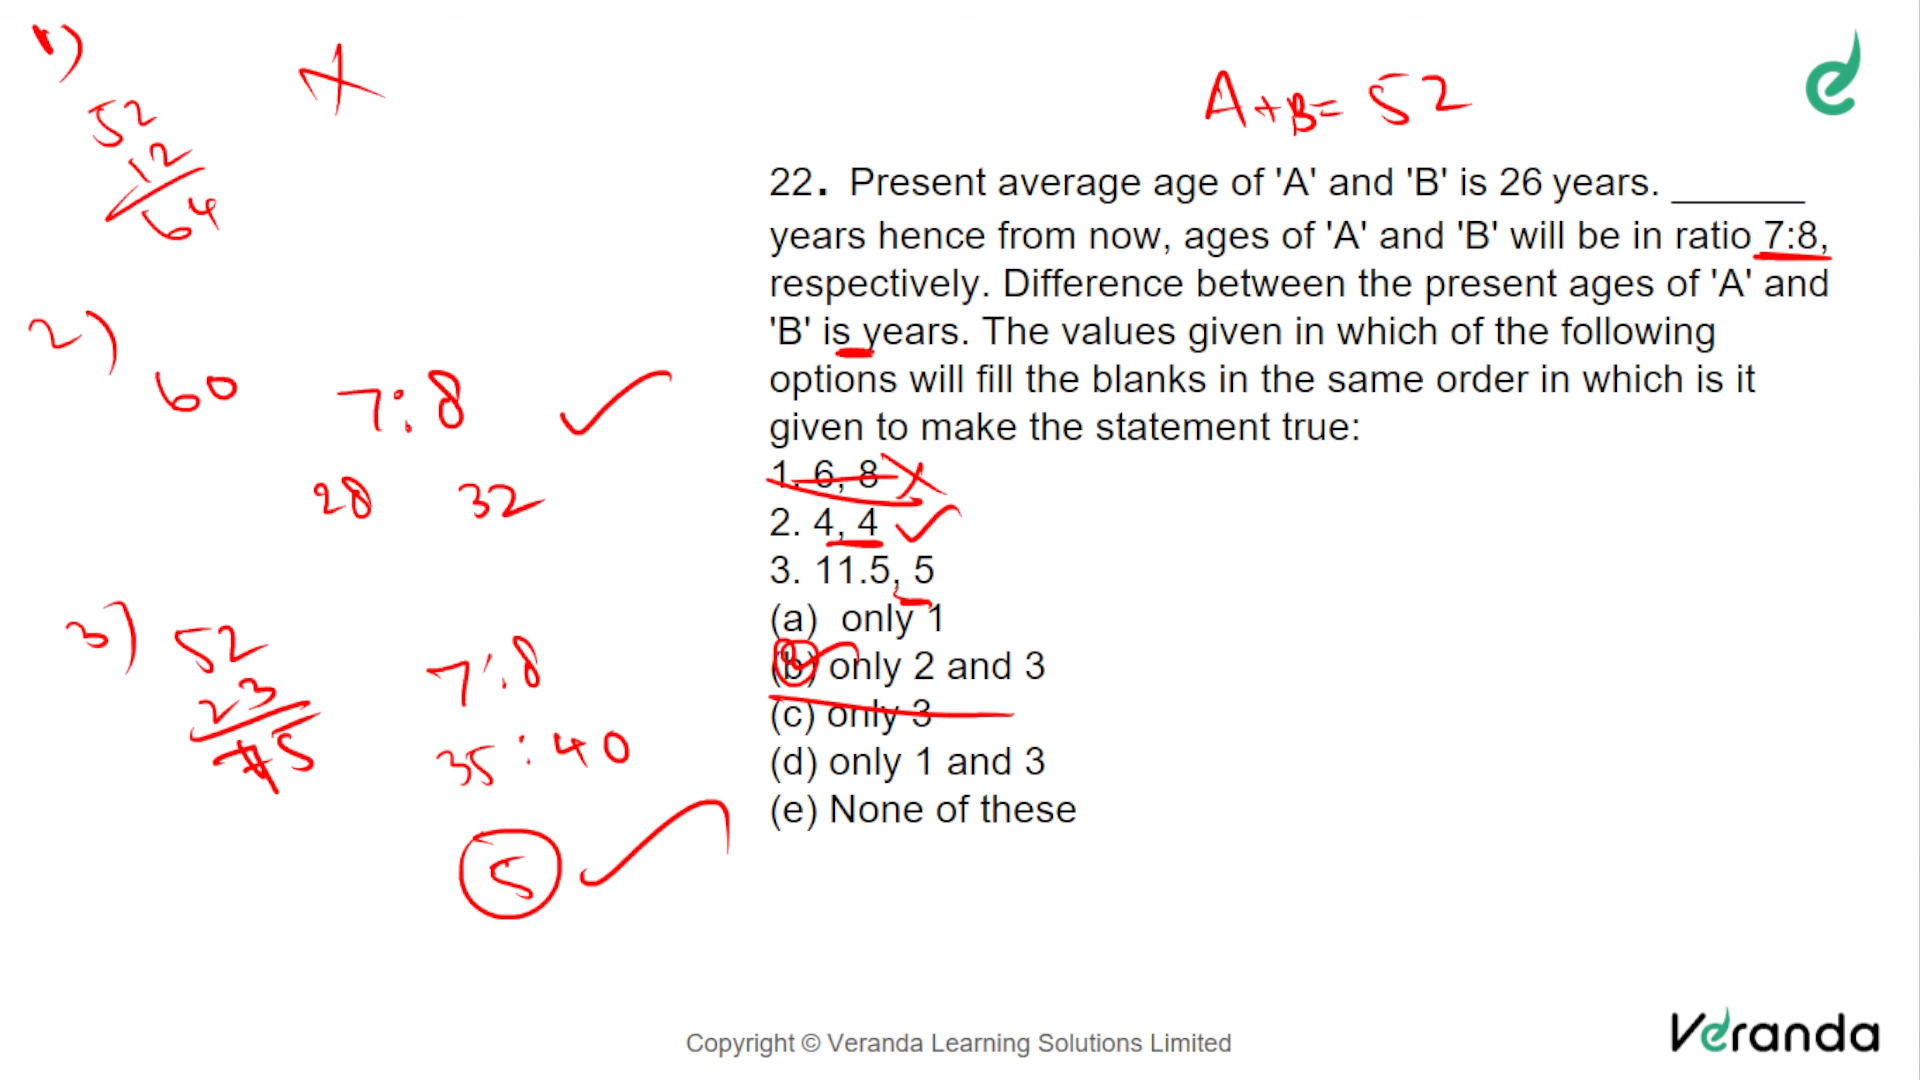 1)
52
12
64
A+B= 52
22. Present average age of 'A' and 'B' is 26 years. ______
years hence from now, ages of 'A' and 'B' will be in ratio 7:8,
respectively. Difference between the present ages of 'A' and
'B' is years. The values given in which of the following
options will fill the blanks in the same order in which is it
given to make the statement true:
1. 6, 8
2. 4, 4
3. 11.5, 5
(a) only 1
(b) only 2 and 3
(c) only 3
(d) only 1 and 3
(e) None of these
2)
60 7:8
28 32
3) 52 7:8
23
75 35:40
5
Copyright © Veranda Learning Solutions Limited
Veranda